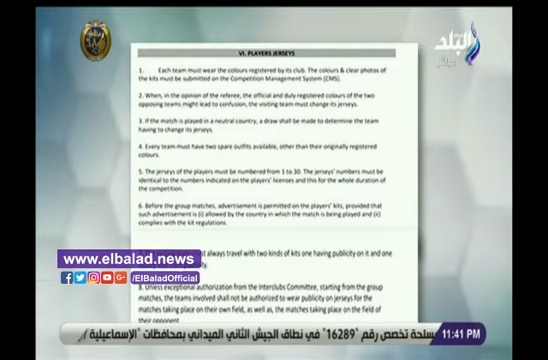 البلد
مباشر
VI. PLAYERS JERSEYS
1. Each team must wear the colours registered by its club. The colours & clear photos of
the kits must be submitted on the Competition Management System (CMS).
2. When, in the opinion of the referee, the official and duly registered colours of the two
opposing teams might lead to confusion, the visiting team must change its jerseys.
3. If the match is played in a neutral country, a draw shall be made to determine the team
having to change its jerseys.
4. Every team must have two spare outfits available, other than their originally registered
colours.
5. The jerseys of the players must be numbered from 1 to 30. The jerseys' numbers must be
identical to the numbers indicated on the players' licenses and this for the whole duration of
the competition.
6. Before the group matches, advertisement is permitted on the players' kits, provided that
such advertisement is (i) allowed by the country in which the match is being played and (ii)
complies with the kit regulations.
always travel with two kinds of kits one having publicity on it and one
www.elbalad.news
/ElBaladOfficial
8. Unless exceptional authorization from the Interclubs Committee, starting from the group
matches, the teams involved shall not be authorized to wear publicity on jerseys for the
matches taking place on their own field, as well as, the matches taking place on the field of
their opponent.
مسلحة تخصص رقم "16289" في نطاق الجيش الثاني الميداني بمحافظات "الإسماعيلية
11:41 PM